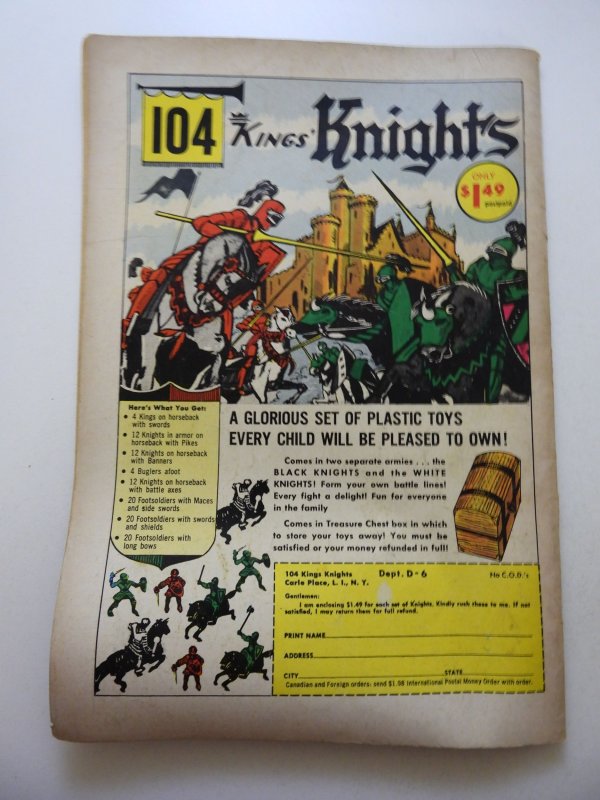 104
KINGS' Knights
ONLY
$1.49
postpaid
Here's What You Get:
• 4 Kings on horseback
with swords
• 12 Knights in armor on
horseback with Pikes
• 12 Knights on horseback
with Banners
• 4 Buglers afoot
• 12 Knights on horseback
with battle axes
• 20 Footsoldiers with Maces
and side swords
• 20 Footsoldiers with swords
and shields
• 20 Footsoldiers with
long bows
A GLORIOUS SET OF PLASTIC TOYS
EVERY CHILD WILL BE PLEASED TO OWN!
Comes in two separate armies . . . the
BLACK KNIGHTS and the WHITE
KNIGHTS! Form your own battle lines!
Every fight a delight! Fun for everyone
in the family
Comes in Treasure Chest box in which
to store your toys away! You must be
satisfied or your money refunded in full!
104 Kings Knights Dept. D-6 No C.O.D.'s
Carle Place, L. I., N. Y.
Gentlemen:
I am enclosing $1.49 for each set of Knights. Kindly rush these to me. If not
satisfied, I may return them for full refund.
PRINT NAME
ADDRESS
CITY STATE
Canadian and Foreign orders: send $1.98 International Postal Money Order with order.